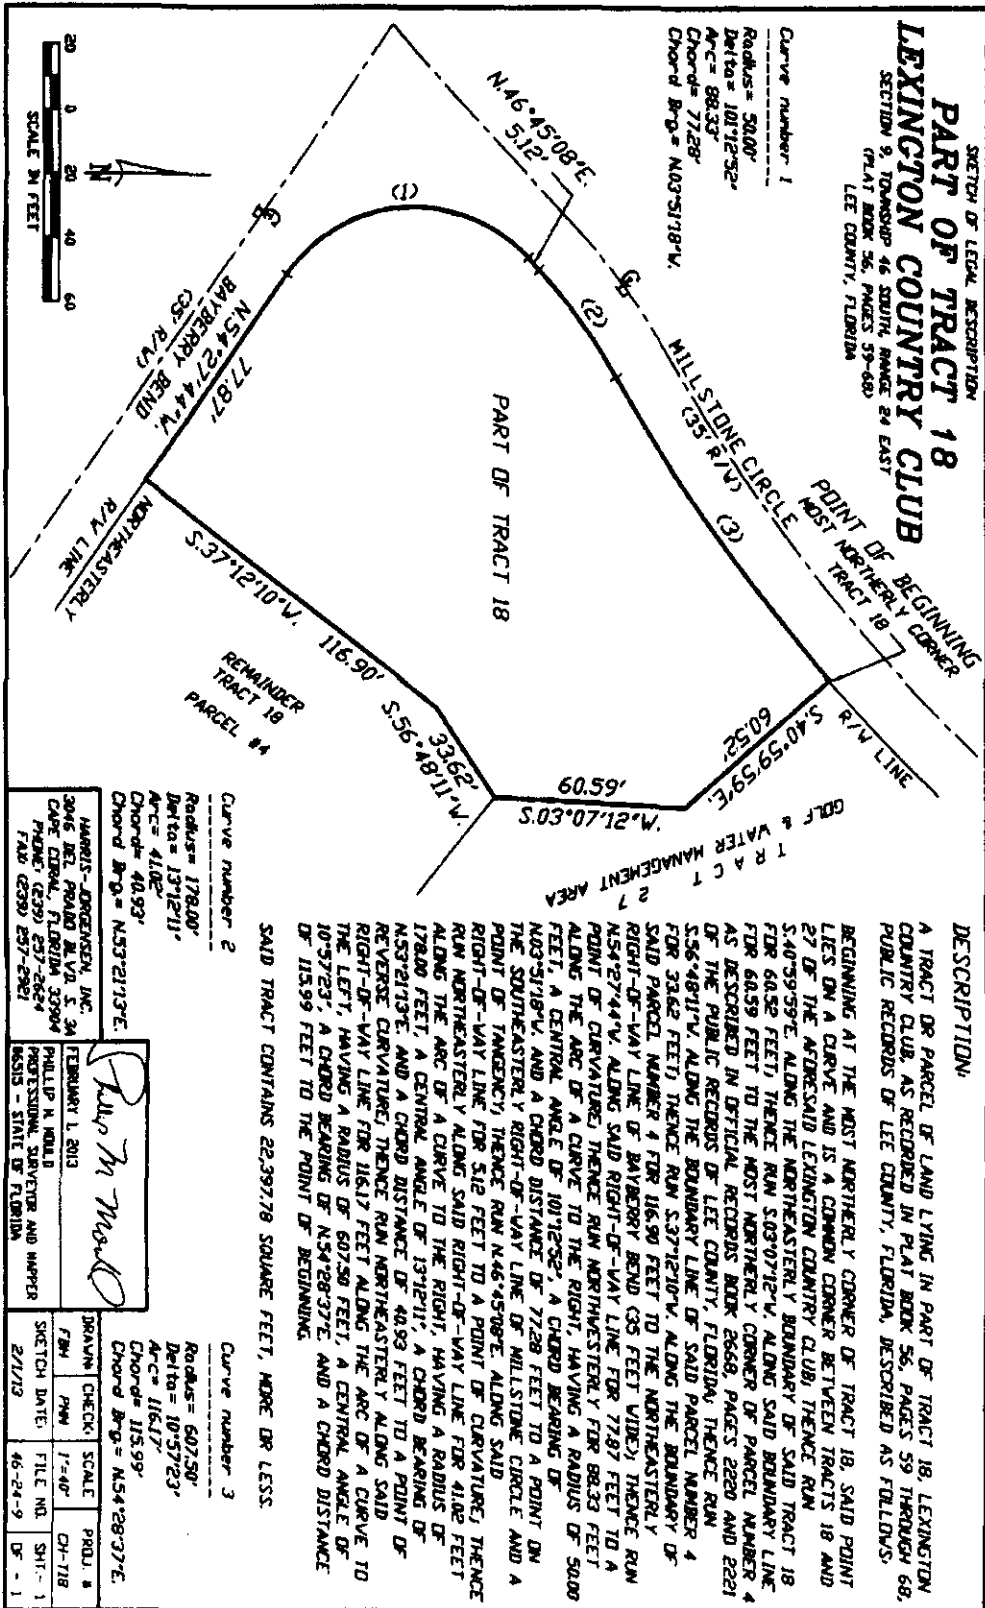 SKETCH OF LEGAL DESCRIPTION
PART OF TRACT 18
LEXINGTON COUNTRY CLUB
SECTION 9, TOWNSHIP 46 SOUTH, RANGE 24 EAST
(PLAT BOOK 56, PAGES 59-68)
LEE COUNTY, FLORIDA
Curve number 1
Radius= 50.00'
Delta= 101°12'52"
Arc= 88.33'
Chord= 77.28'
Chord Brg.= N.03°51'18"W.
N.46°45'08"E.
5.12'
(1)
(2)
(3)
MILLSTONE CIRCLE
(35' R/W)
POINT OF BEGINNING
MOST NORTHERLY CORNER
TRACT 18
R/W LINE
S.40°59'59"E.
60.52'
60.59'
S.03°07'12"W.
TRACT 27
GOLF & WATER MANAGEMENT AREA
33.62'
S.56°48'11"W.
S.37°12'10"W. 116.90'
REMAINDER
TRACT 18
PARCEL #4
PART OF TRACT 18
77.87'
N.54°27'44"W.
BAYBERRY BEND
(35' R/W)
NORTHEASTERLY
R/W LINE
20 0 20 40 60
SCALE IN FEET
N
DESCRIPTION:
A TRACT OR PARCEL OF LAND LYING IN PART OF TRACT 18, LEXINGTON
COUNTRY CLUB, AS RECORDED IN PLAT BOOK 56, PAGES 59 THROUGH 68,
PUBLIC RECORDS OF LEE COUNTY, FLORIDA, DESCRIBED AS FOLLOWS:
BEGINNING AT THE MOST NORTHERLY CORNER OF TRACT 18, SAID POINT
LIES ON A CURVE AND IS A COMMON CORNER BETWEEN TRACTS 18 AND
27 OF THE AFORESAID LEXINGTON COUNTRY CLUB; THENCE RUN
S.40°59'59"E. ALONG THE NORTHEASTERLY BOUNDARY OF SAID TRACT 18
FOR 60.52 FEET; THENCE RUN S.03°07'12"W. ALONG SAID BOUNDARY LINE
FOR 60.59 FEET TO THE MOST NORTHERLY CORNER OF PARCEL NUMBER 4
AS DESCRIBED IN OFFICIAL RECORDS BOOK 2668, PAGES 2220 AND 2221
OF THE PUBLIC RECORDS OF LEE COUNTY, FLORIDA; THENCE RUN
S.56°48'11"W. ALONG THE BOUNDARY LINE OF SAID PARCEL NUMBER 4
FOR 33.62 FEET; THENCE RUN S.37°12'10"W. ALONG THE BOUNDARY OF
SAID PARCEL NUMBER 4 FOR 116.90 FEET TO THE NORTHEASTERLY
RIGHT-OF-WAY LINE OF BAYBERRY BEND (35 FEET WIDE); THENCE RUN
N.54°27'44"W. ALONG SAID RIGHT-OF-WAY LINE FOR 77.87 FEET TO A
POINT OF CURVATURE; THENCE RUN NORTHWESTERLY FOR 88.33 FEET
ALONG THE ARC OF A CURVE TO THE RIGHT, HAVING A RADIUS OF 50.00
FEET, A CENTRAL ANGLE OF 101°12'52", A CHORD BEARING OF
N.03°51'18"W. AND A CHORD DISTANCE OF 77.28 FEET TO A POINT ON
THE SOUTHEASTERLY RIGHT-OF-WAY LINE OF MILLSTONE CIRCLE AND A
POINT OF TANGENCY; THENCE RUN N.46°45'08"E. ALONG SAID
RIGHT-OF-WAY LINE FOR 5.12 FEET TO A POINT OF CURVATURE; THENCE
RUN NORTHEASTERLY ALONG SAID RIGHT-OF-WAY LINE FOR 41.02 FEET
ALONG THE ARC OF A CURVE TO THE RIGHT, HAVING A RADIUS OF
178.00 FEET, A CENTRAL ANGLE OF 13°12'11", A CHORD BEARING OF
N.53°21'13"E. AND A CHORD DISTANCE OF 40.93 FEET TO A POINT OF
REVERSE CURVATURE; THENCE RUN NORTHEASTERLY ALONG SAID
RIGHT-OF-WAY LINE FOR 116.17 FEET ALONG THE ARC OF A CURVE TO
THE LEFT, HAVING A RADIUS OF 607.50 FEET, A CENTRAL ANGLE OF
10°57'23", A CHORD BEARING OF N.54°28'37"E. AND A CHORD DISTANCE
OF 115.99 FEET TO THE POINT OF BEGINNING.
SAID TRACT CONTAINS 22,397.78 SQUARE FEET, MORE OR LESS.
Curve number 2
Radius= 178.00'
Delta= 13°12'11"
Arc= 41.02'
Chord= 40.93'
Chord Brg.= N.53°21'13"E.
Curve number 3
Radius= 607.50'
Delta= 10°57'23"
Arc= 116.17'
Chord= 115.99'
Chord Brg.= N.54°28'37"E.
HARRIS-JORGENSEN, INC.
3046 DEL PRADO BLVD. S. 3A
CAPE CORAL, FLORIDA 33904
PHONE: (239) 257-2624
FAX: (239) 257-2921
Phillip M Mould
FEBRUARY 1, 2013
PHILLIP M. MOULD
PROFESSIONAL SURVEYOR AND MAPPER
#6515 - STATE OF FLORIDA
DRAWN CHECK: SCALE PROJ. #
FBH PMM 1"=40' CH-T18
SKETCH DATE: FILE NO. SHT:- 1
2/1/13 46-24-9 OF - 1